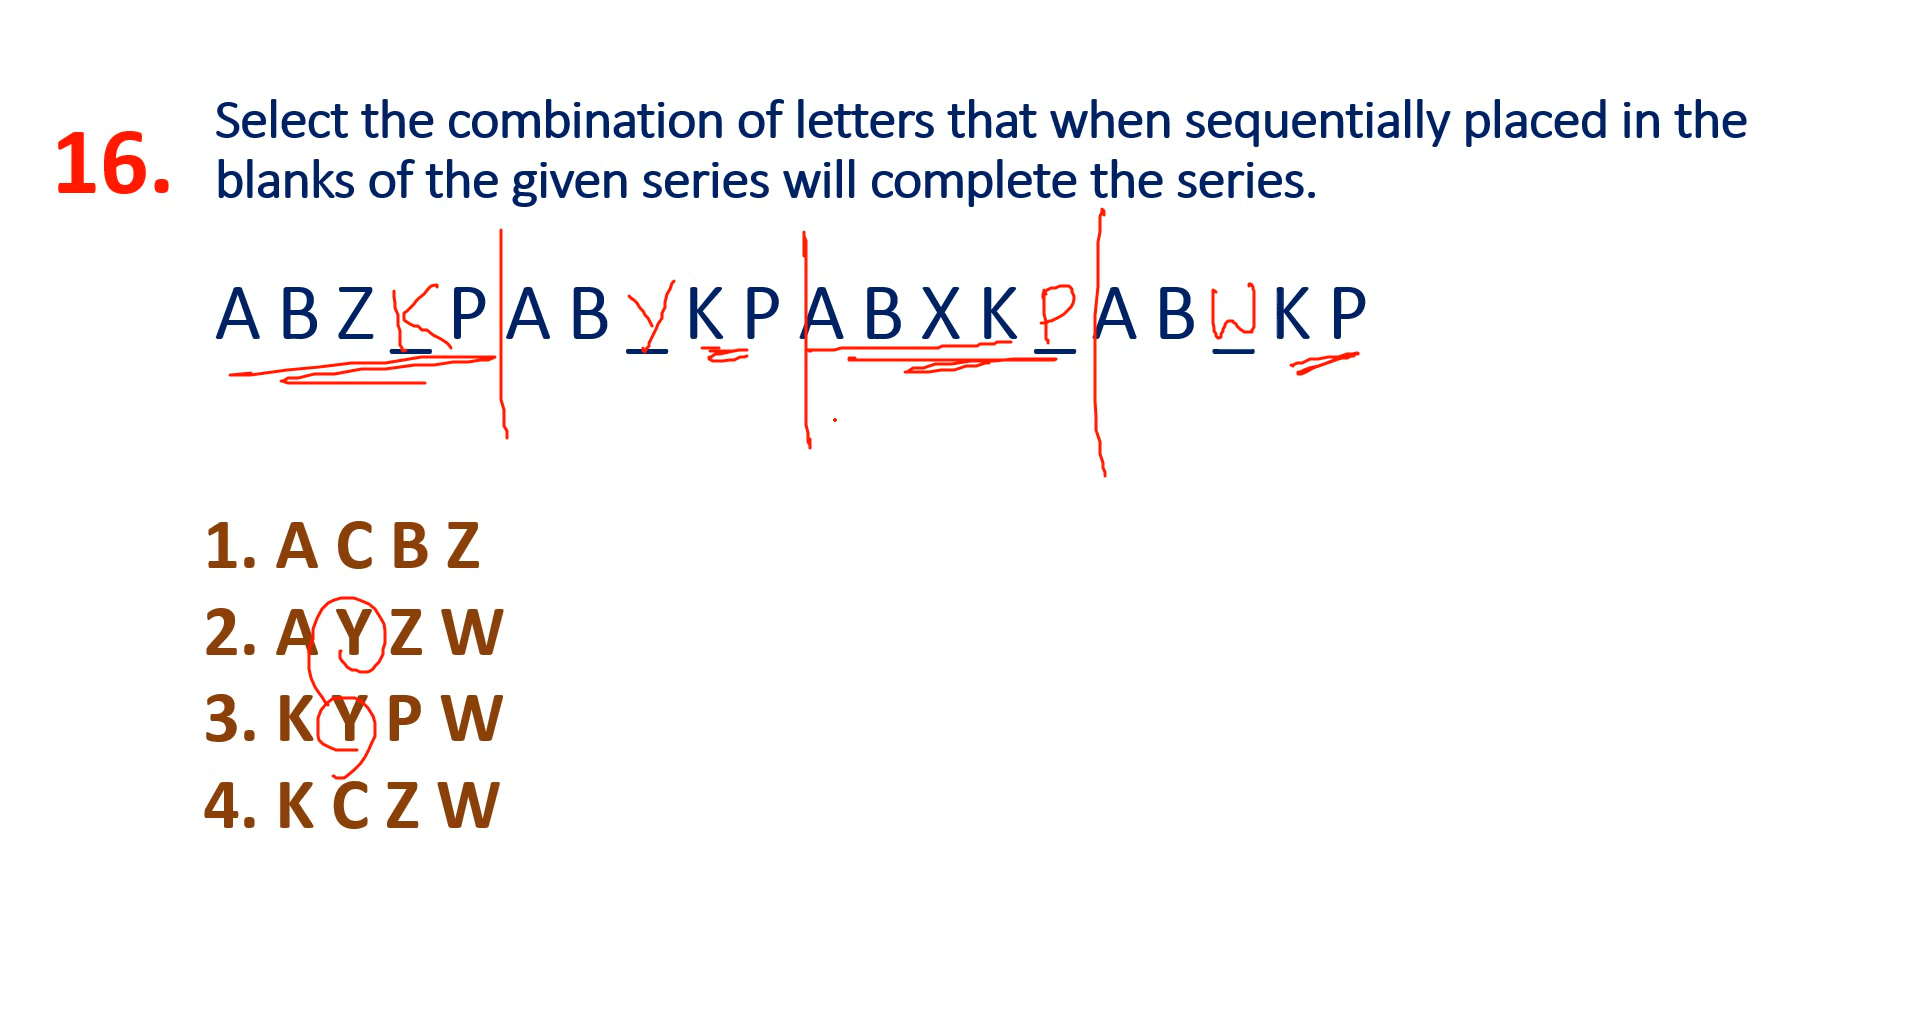 16. Select the combination of letters that when sequentially placed in the
blanks of the given series will complete the series.
A B Z K P A B Y K P A B X K P A B W K P
1. A C B Z
2. A Y Z W
3. K Y P W
4. K C Z W